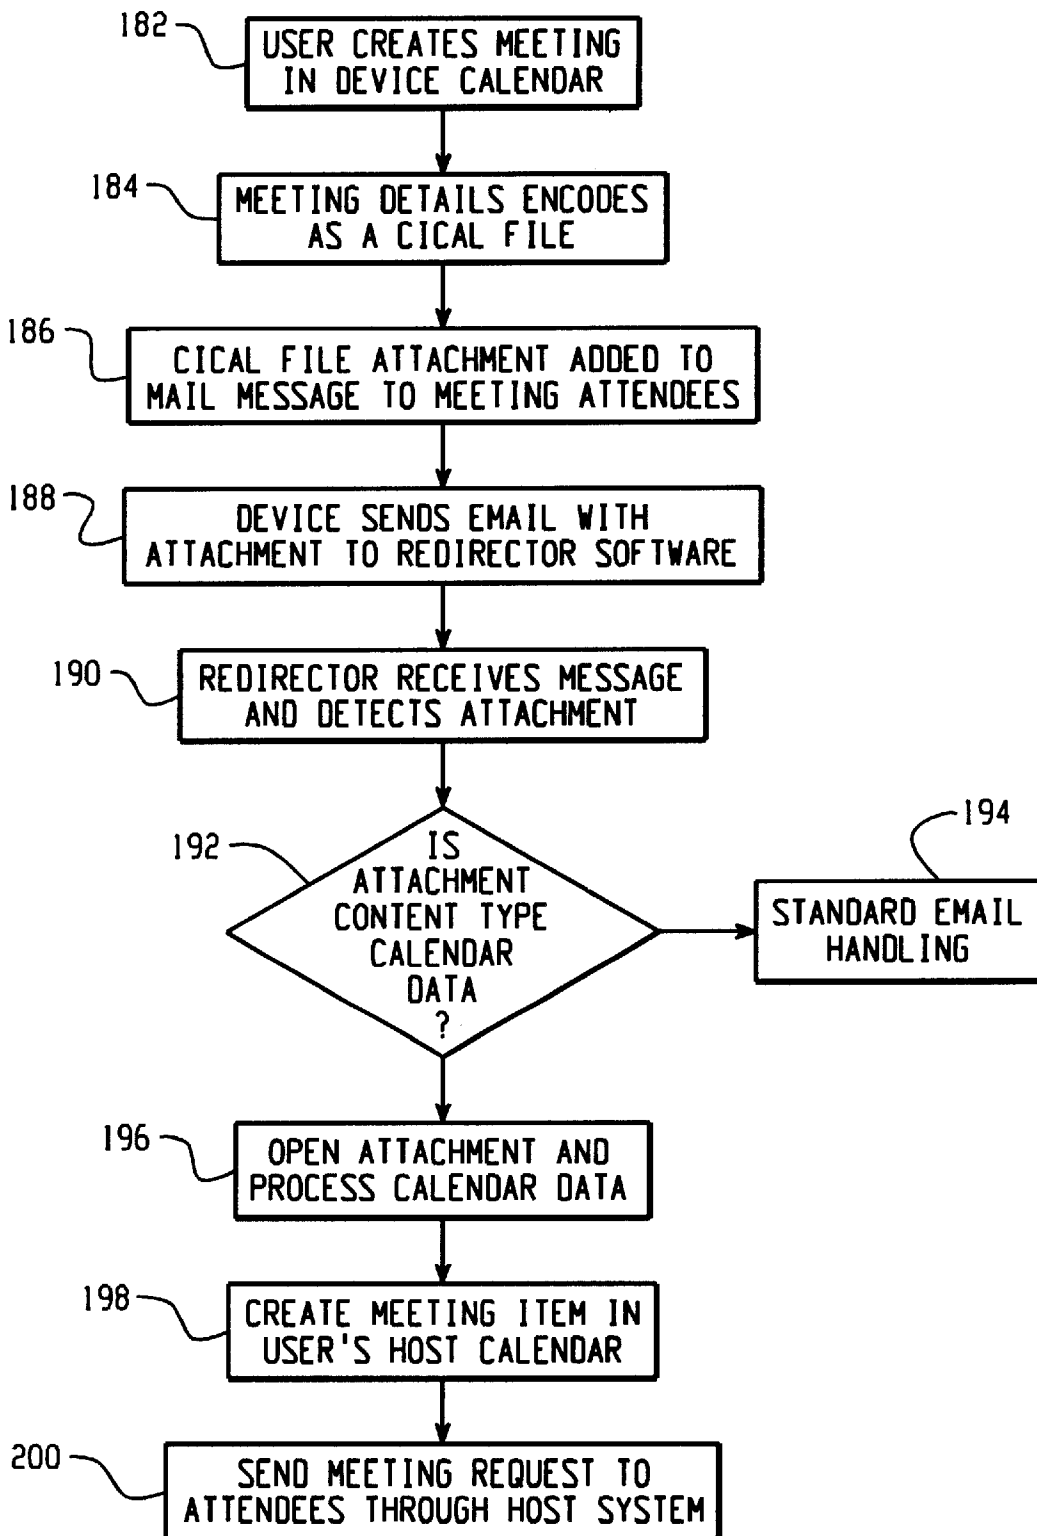 182
USER CREATES MEETING
IN DEVICE CALENDAR
184
MEETING DETAILS ENCODES
AS A CICAL FILE
186
CICAL FILE ATTACHMENT ADDED TO
MAIL MESSAGE TO MEETING ATTENDEES
188
DEVICE SENDS EMAIL WITH
ATTACHMENT TO REDIRECTOR SOFTWARE
190
REDIRECTOR RECEIVES MESSAGE
AND DETECTS ATTACHMENT
192
IS
ATTACHMENT
CONTENT TYPE
CALENDAR
DATA
?
194
STANDARD EMAIL
HANDLING
196
OPEN ATTACHMENT AND
PROCESS CALENDAR DATA
198
CREATE MEETING ITEM IN
USER'S HOST CALENDAR
200
SEND MEETING REQUEST TO
ATTENDEES THROUGH HOST SYSTEM